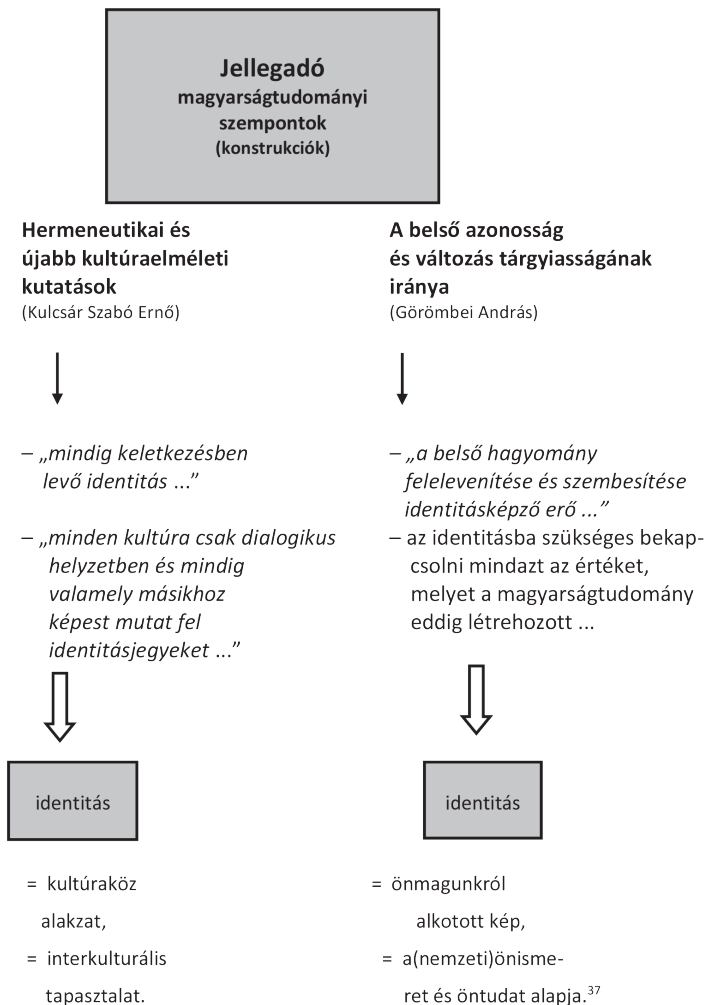 Jellegadó
magyarságtudományi
szempontok
(konstrukciók)
Hermeneutikai és
újabb kultúraelméleti
kutatások
(Kulcsár Szabó Ernő)
– „mindig keletkezésben
levő identitás ...”
– „minden kultúra csak dialogikus
helyzetben és mindig
valamely másikhoz
képest mutat fel
identitásjegyeket ...”
identitás
= kultúraköz
alakzat,
= interkulturális
tapasztalat.
A belső azonosság
és változás tárgyiasságának
iránya
(Görömbei András)
– „a belső hagyomány
felelevenítése és szembesítése
identitásképző erő ...”
– az identitásba szükséges bekap-
csolni mindazt az értéket,
melyet a magyarságtudomány
eddig létrehozott ...
identitás
= önmagunkról
alkotott kép,
= a(nemzeti)önisme-
ret és öntudat alapja.³⁷